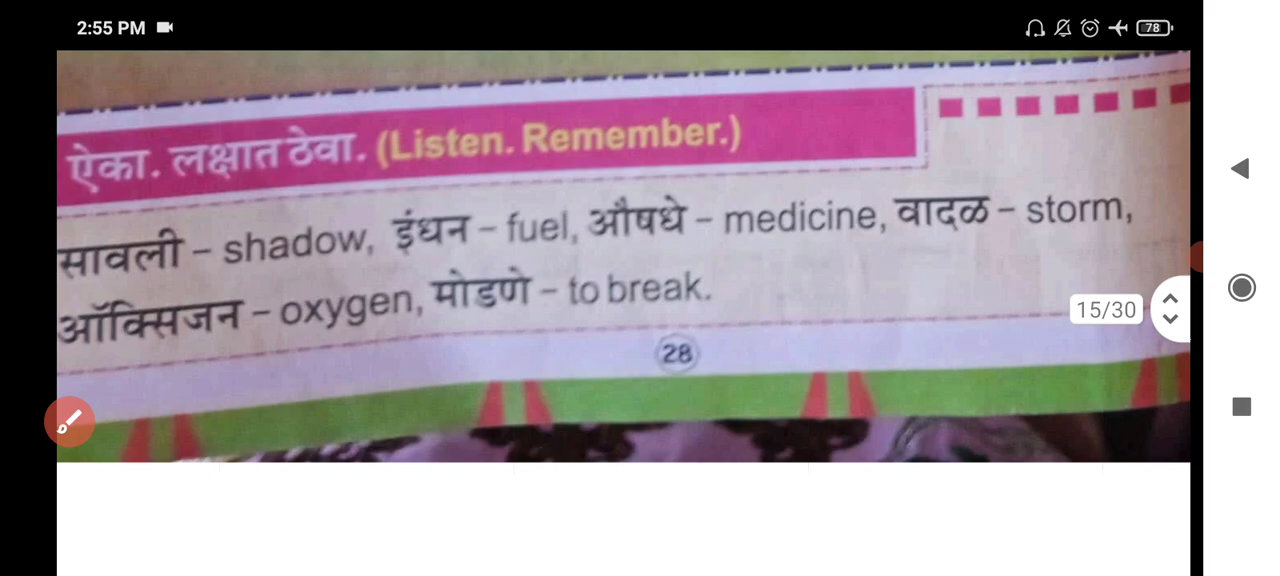 2:55 PM
78
ऐका. लक्षात ठेवा. (Listen. Remember.)
सावली – shadow, इंधन – fuel, औषधे – medicine, वादळ – storm,
ऑक्सिजन – oxygen, मोडणे – to break.
15/30
28